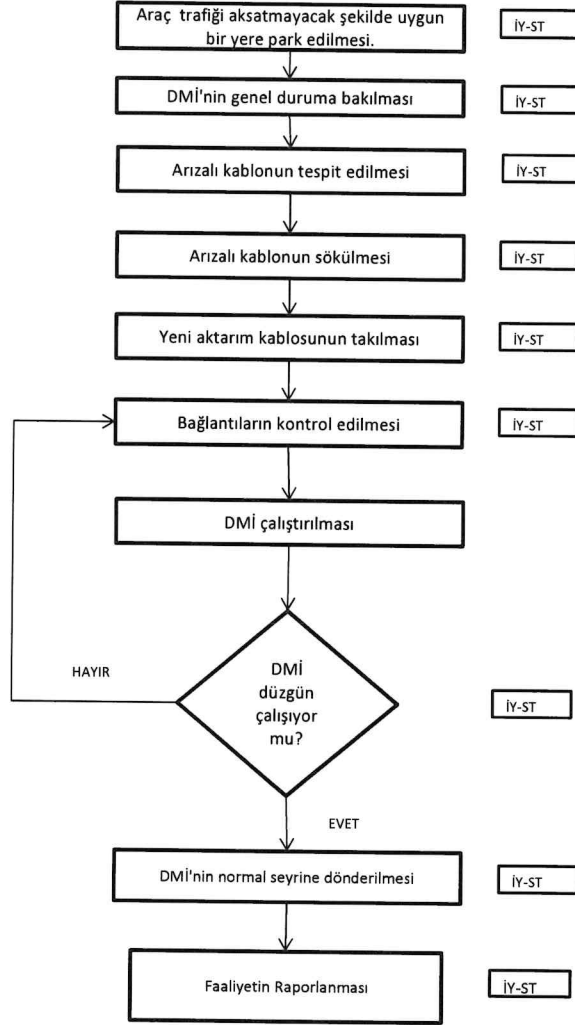 Araç trafiği aksatmayacak şekilde uygun
bir yere park edilmesi.
İY-ST
DMİ'nin genel duruma bakılması
İY-ST
Arızalı kablonun tespit edilmesi
İY-ST
Arızalı kablonun sökülmesi
İY-ST
Yeni aktarım kablosunun takılması
İY-ST
Bağlantıların kontrol edilmesi
İY-ST
DMİ çalıştırılması
HAYIR
DMİ
düzgün
çalışıyor
mu?
İY-ST
EVET
DMİ'nin normal seyrine dönderilmesi
İY-ST
Faaliyetin Raporlanması
İY-ST